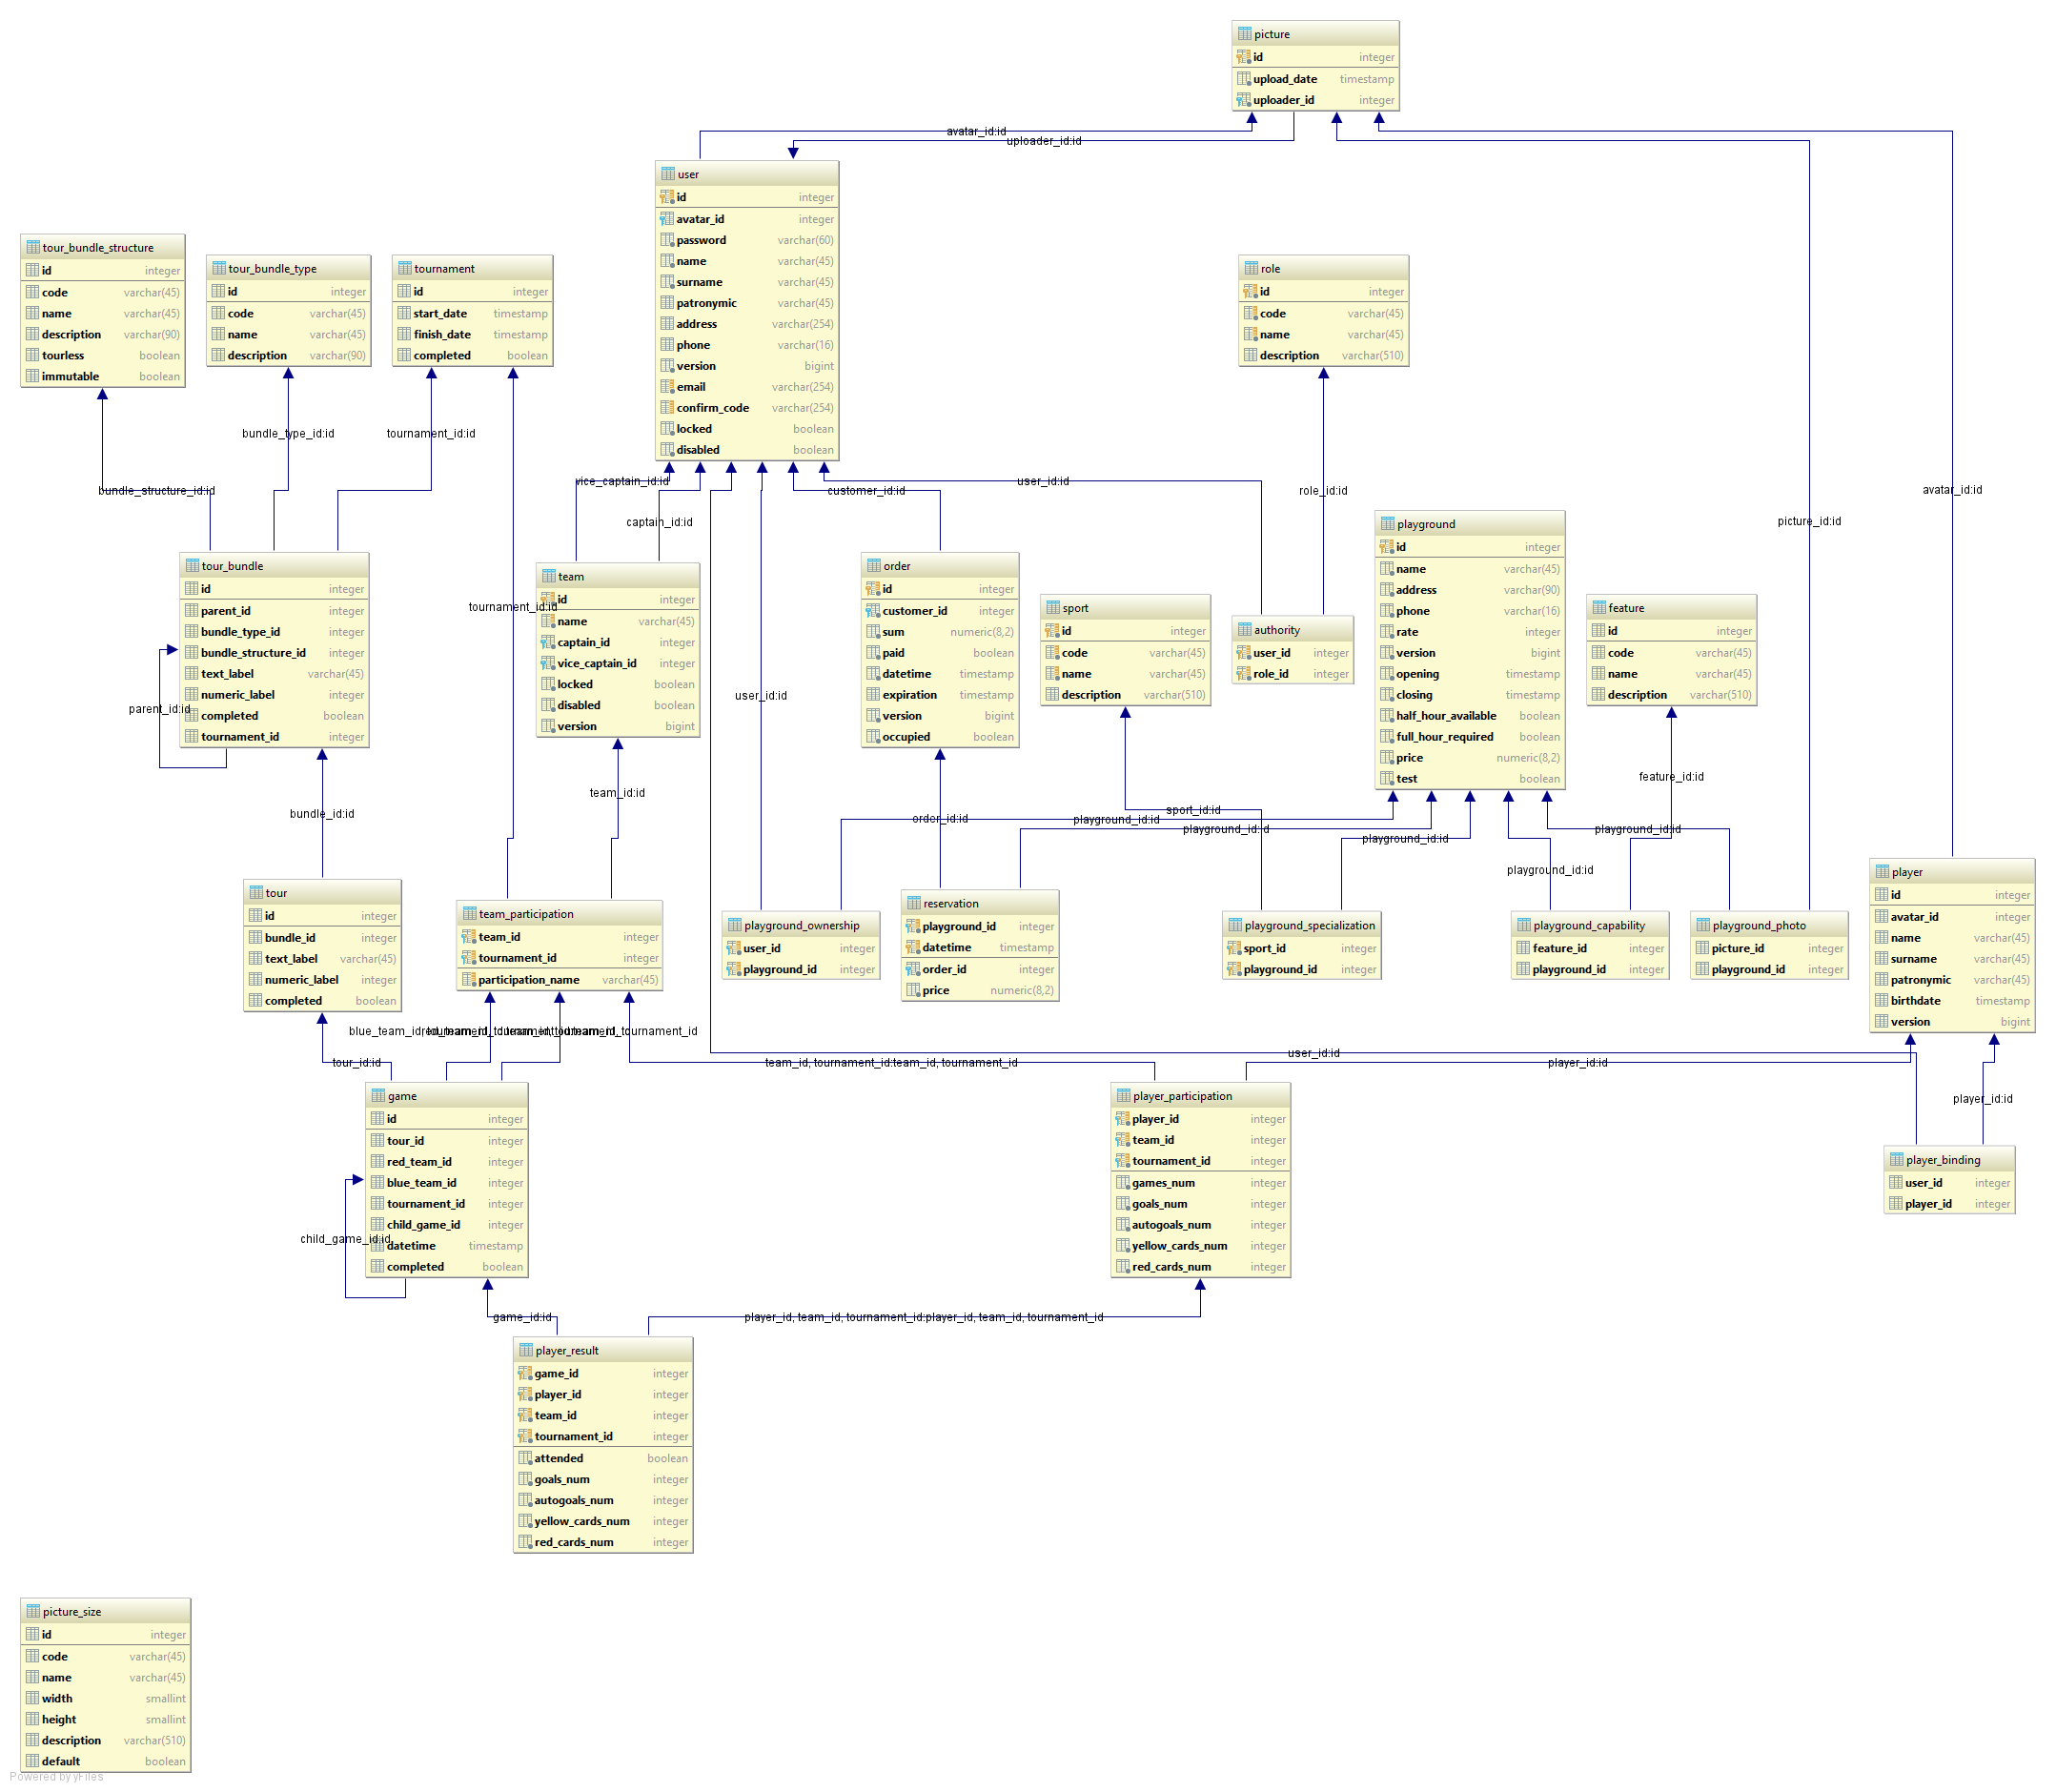 picture
id integer
upload_date timestamp
uploader_id integer
avatar_id:id
uploader_id:id
user
id integer
avatar_id integer
password varchar(60)
name varchar(45)
surname varchar(45)
patronymic varchar(45)
address varchar(254)
phone varchar(16)
version bigint
email varchar(254)
confirm_code varchar(254)
locked boolean
disabled boolean
tour_bundle_structure
id integer
code varchar(45)
name varchar(45)
description varchar(90)
tourless boolean
immutable boolean
tour_bundle_type
id integer
code varchar(45)
name varchar(45)
description varchar(90)
tournament
id integer
start_date timestamp
finish_date timestamp
completed boolean
role
id integer
code varchar(45)
name varchar(45)
description varchar(510)
bundle_type_id:id
tournament_id:id
bundle_structure_id:id
vice_captain_id:id
captain_id:id
customer_id:id
user_id:id
role_id:id
avatar_id:id
picture_id:id
tour_bundle
id integer
parent_id integer
bundle_type_id integer
bundle_structure_id integer
text_label varchar(45)
numeric_label integer
completed boolean
tournament_id integer
parent_id:id
tournament_id:id
team
id integer
name varchar(45)
captain_id integer
vice_captain_id integer
locked boolean
disabled boolean
version bigint
user_id:id
order
id integer
customer_id integer
sum numeric(8,2)
paid boolean
datetime timestamp
expiration timestamp
version bigint
occupied boolean
sport
id integer
code varchar(45)
name varchar(45)
description varchar(510)
authority
user_id integer
role_id integer
playground
id integer
name varchar(45)
address varchar(90)
phone varchar(16)
rate integer
version bigint
opening timestamp
closing timestamp
half_hour_available boolean
full_hour_required boolean
price numeric(8,2)
test boolean
feature
id integer
code varchar(45)
name varchar(45)
description varchar(510)
feature_id:id
team_id:id
bundle_id:id
sport_id:id
order_id:id
playground_id:id
playground_id:id
playground_id:id
playground_id:id
playground_id:id
tour
id integer
bundle_id integer
text_label varchar(45)
numeric_label integer
completed boolean
team_participation
team_id integer
tournament_id integer
participation_name varchar(45)
playground_ownership
user_id integer
playground_id integer
reservation
playground_id integer
datetime timestamp
order_id integer
price numeric(8,2)
playground_specialization
sport_id integer
playground_id integer
playground_capability
feature_id integer
playground_id integer
playground_photo
picture_id integer
playground_id integer
player
id integer
avatar_id integer
name varchar(45)
surname varchar(45)
patronymic varchar(45)
birthdate timestamp
version bigint
tour_id:id
team_id, tournament_id:team_id, tournament_id
user_id:id
player_id:id
player_id:id
game
id integer
tour_id integer
red_team_id integer
blue_team_id integer
tournament_id integer
child_game_id integer
datetime timestamp
completed boolean
child_game_id:id
player_participation
player_id integer
team_id integer
tournament_id integer
games_num integer
goals_num integer
autogoals_num integer
yellow_cards_num integer
red_cards_num integer
player_binding
user_id integer
player_id integer
game_id:id
player_id, team_id, tournament_id:player_id, team_id, tournament_id
player_result
game_id integer
player_id integer
team_id integer
tournament_id integer
attended boolean
goals_num integer
autogoals_num integer
yellow_cards_num integer
red_cards_num integer
picture_size
id integer
code varchar(45)
name varchar(45)
width smallint
height smallint
description varchar(510)
default boolean
Powered by yFiles